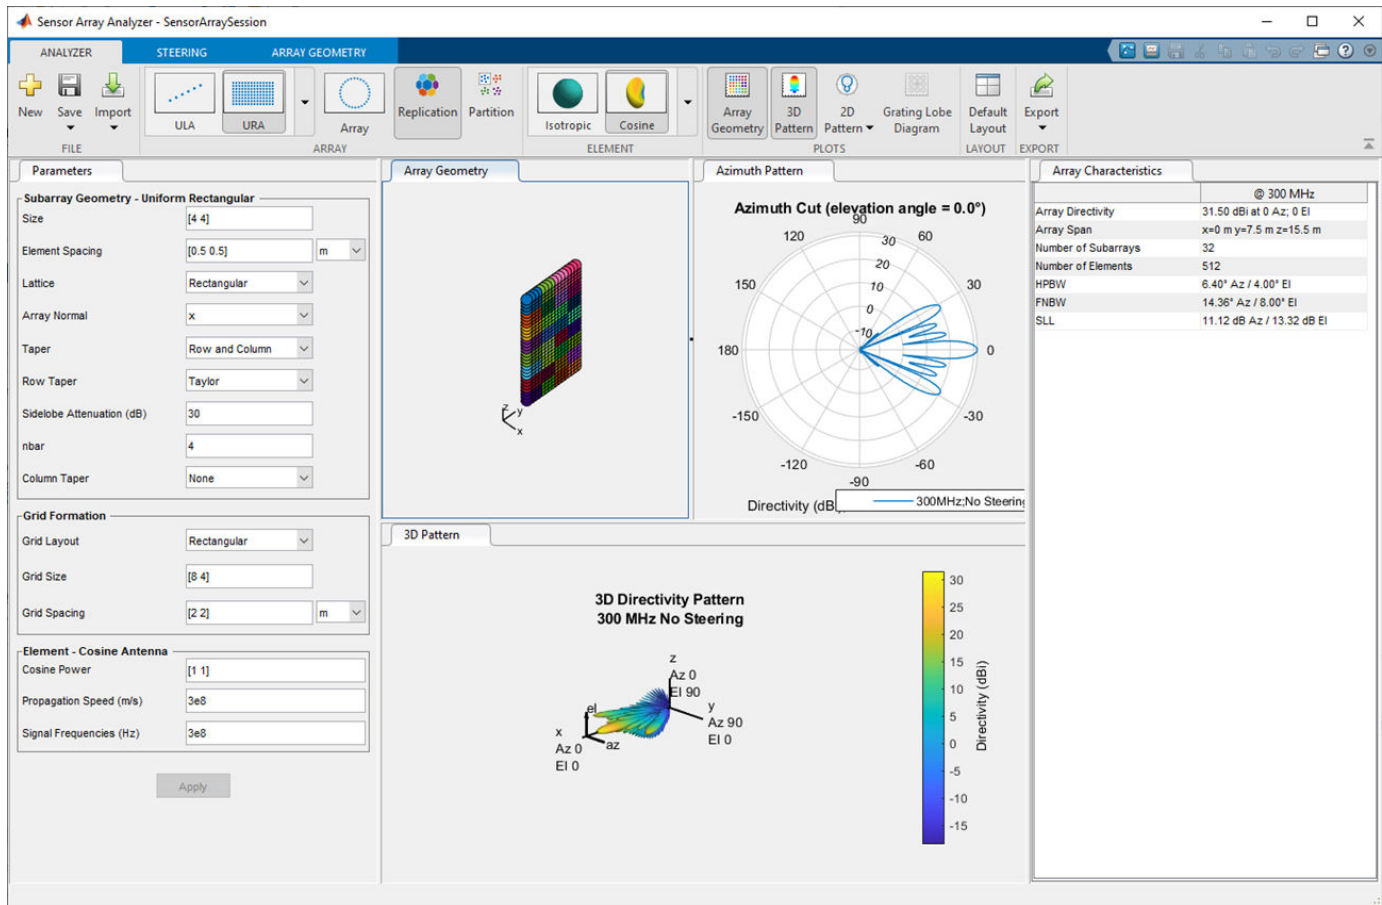 Sensor Array Analyzer - SensorArraySession
ANALYZER STEERING ARRAY GEOMETRY
New Save Import ULA URA Array Replication Partition Isotropic Cosine Array Geometry 3D Pattern 2D Pattern Grating Lobe Diagram Default Layout Export
FILE ARRAY ELEMENT PLOTS LAYOUT EXPORT
Parameters
Subarray Geometry - Uniform Rectangular
Size [4 4]
Element Spacing [0.5 0.5] m
Lattice Rectangular
Array Normal x
Taper Row and Column
Row Taper Taylor
Sidelobe Attenuation (dB) 30
nbar 4
Column Taper None
Grid Formation
Grid Layout Rectangular
Grid Size [8 4]
Grid Spacing [2 2] m
Element - Cosine Antenna
Cosine Power [1 1]
Propagation Speed (m/s) 3e8
Signal Frequencies (Hz) 3e8
Apply
Array Geometry
z
y
x
Azimuth Pattern
Azimuth Cut (elevation angle = 0.0°)
90
120 30 60
20
150 10 30
0
-10
180 0
-150 -30
-120 -60
-90
Directivity (dB
300MHz;No Steering
3D Pattern
3D Directivity Pattern
300 MHz No Steering
z
Az 0
El 90
y
Az 90
El 0
el
az
x
Az 0
El 0
30
25
20
15
10
5
0
-5
-10
-15
Directivity (dBi)
Array Characteristics
@ 300 MHz
Array Directivity 31.50 dBi at 0 Az; 0 El
Array Span x=0 m y=7.5 m z=15.5 m
Number of Subarrays 32
Number of Elements 512
HPBW 6.40° Az / 4.00° El
FNBW 14.36° Az / 8.00° El
SLL 11.12 dB Az / 13.32 dB El